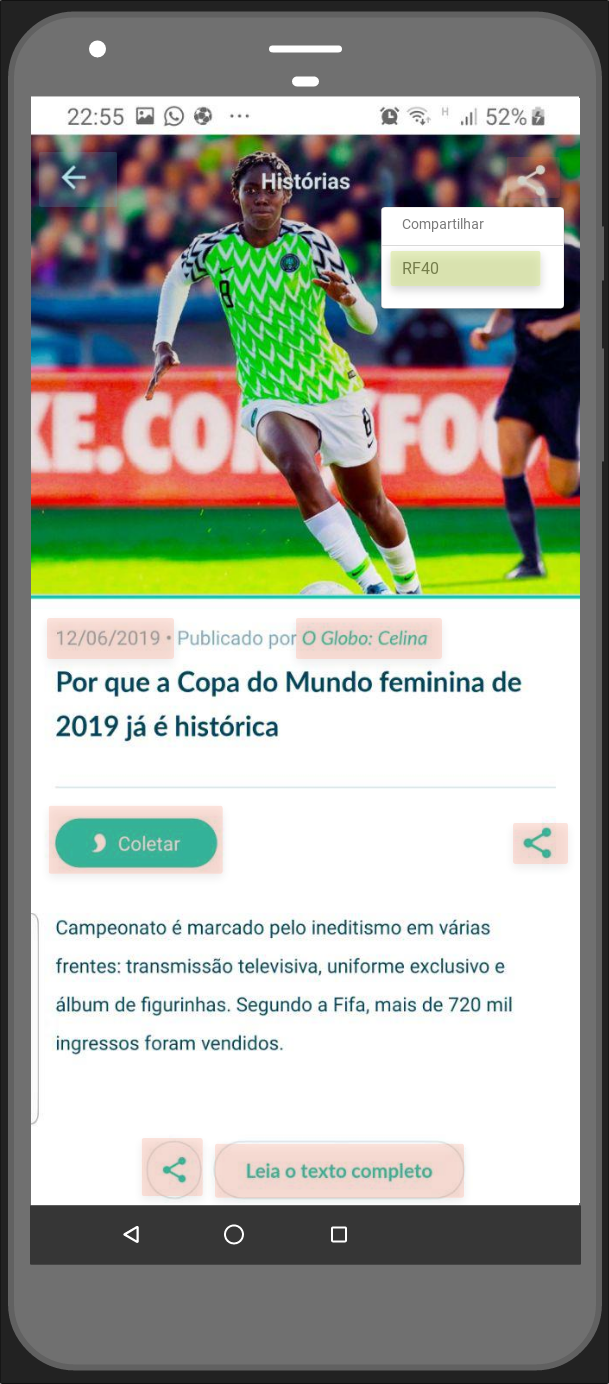 22:55 ... H 52%
Histórias
Compartilhar
RF40
KE.CO FOO
12/06/2019 • Publicado por O Globo: Celina
Por que a Copa do Mundo feminina de
2019 já é histórica
Coletar
Campeonato é marcado pelo ineditismo em várias
frentes: transmissão televisiva, uniforme exclusivo e
álbum de figurinhas. Segundo a Fifa, mais de 720 mil
ingressos foram vendidos.
Leia o texto completo